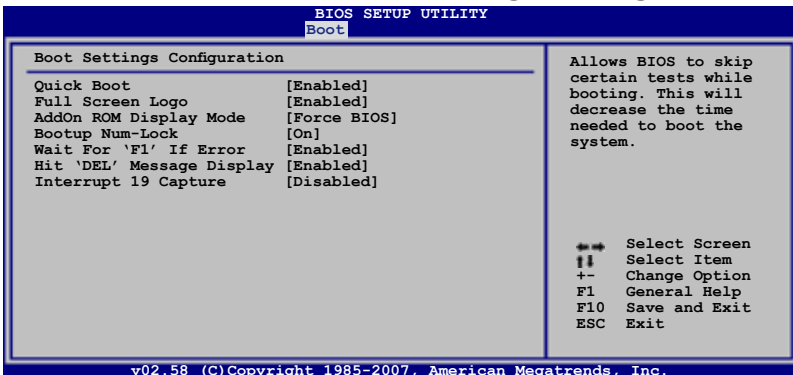 BIOS SETUP UTILITY
Boot
Boot Settings Configuration
Quick Boot [Enabled]
Full Screen Logo [Enabled]
AddOn ROM Display Mode [Force BIOS]
Bootup Num-Lock [On]
Wait For ‘F1’ If Error [Enabled]
Hit ‘DEL’ Message Display [Enabled]
Interrupt 19 Capture [Disabled]
Allows BIOS to skip
certain tests while
booting. This will
decrease the time
needed to boot the
system.
←→ Select Screen
↑↓ Select Item
+- Change Option
F1 General Help
F10 Save and Exit
ESC Exit
v02.58 (C)Copyright 1985-2007, American Megatrends, Inc.